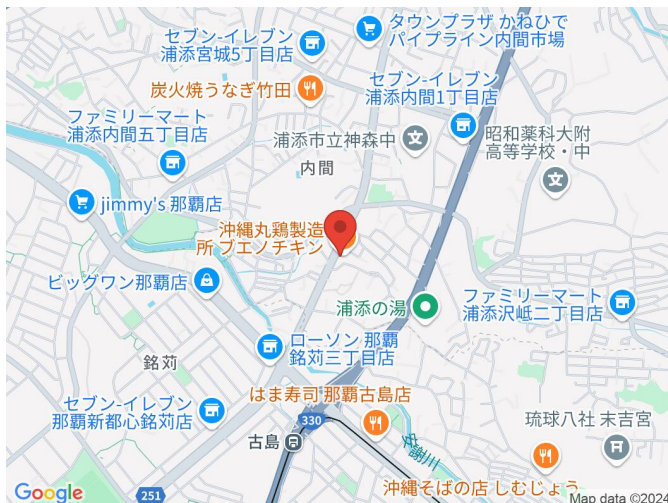 タウンプラザ かねひで
パイプライン内間市場
セブン-イレブン
浦添宮城5丁目店
炭火焼うなぎ竹田
セブン-イレブン
浦添内間1丁目店
ファミリーマート
浦添内間五丁目店
浦添市立神森中
昭和薬科大附
高等学校・中
内間
jimmy's 那覇店
沖縄丸鶏製造
所 ブエノチキン
ビッグワン那覇店
浦添の湯
ファミリーマート
浦添沢岻二丁目店
銘苅
ローソン 那覇
銘苅三丁目店
はま寿司 那覇古島店
セブン-イレブン
那覇新都心銘苅店
330
古島
琉球八社 末吉宮
沖縄そばの店 しむじょう
251
Google
Map data ©2024